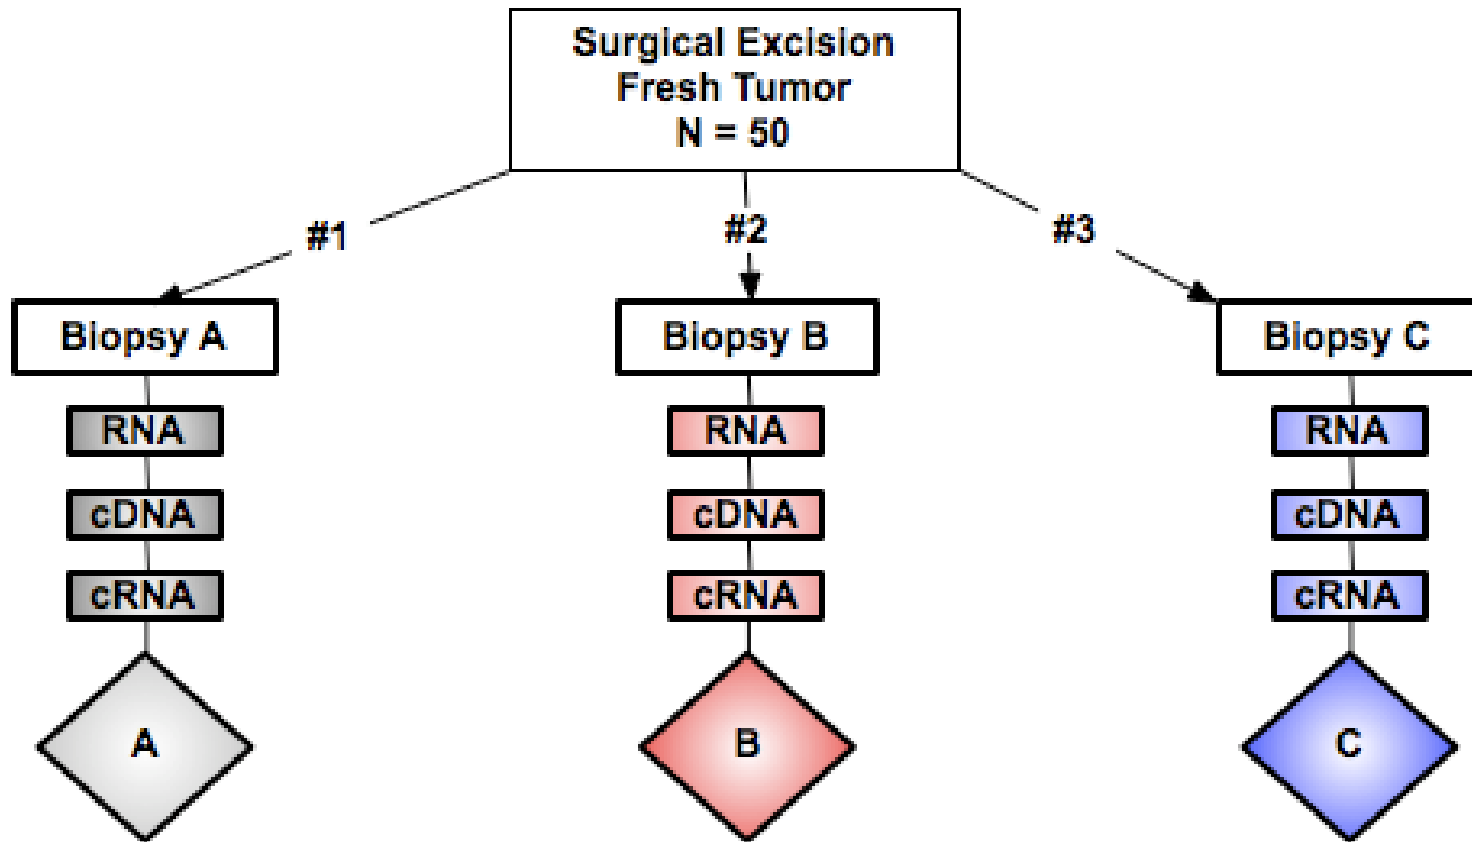 Surgical Excision
Fresh Tumor
N = 50
#1
#2
#3
Biopsy A
Biopsy B
Biopsy C
RNA
RNA
RNA
cDNA
cDNA
cDNA
cRNA
cRNA
cRNA
A
B
C